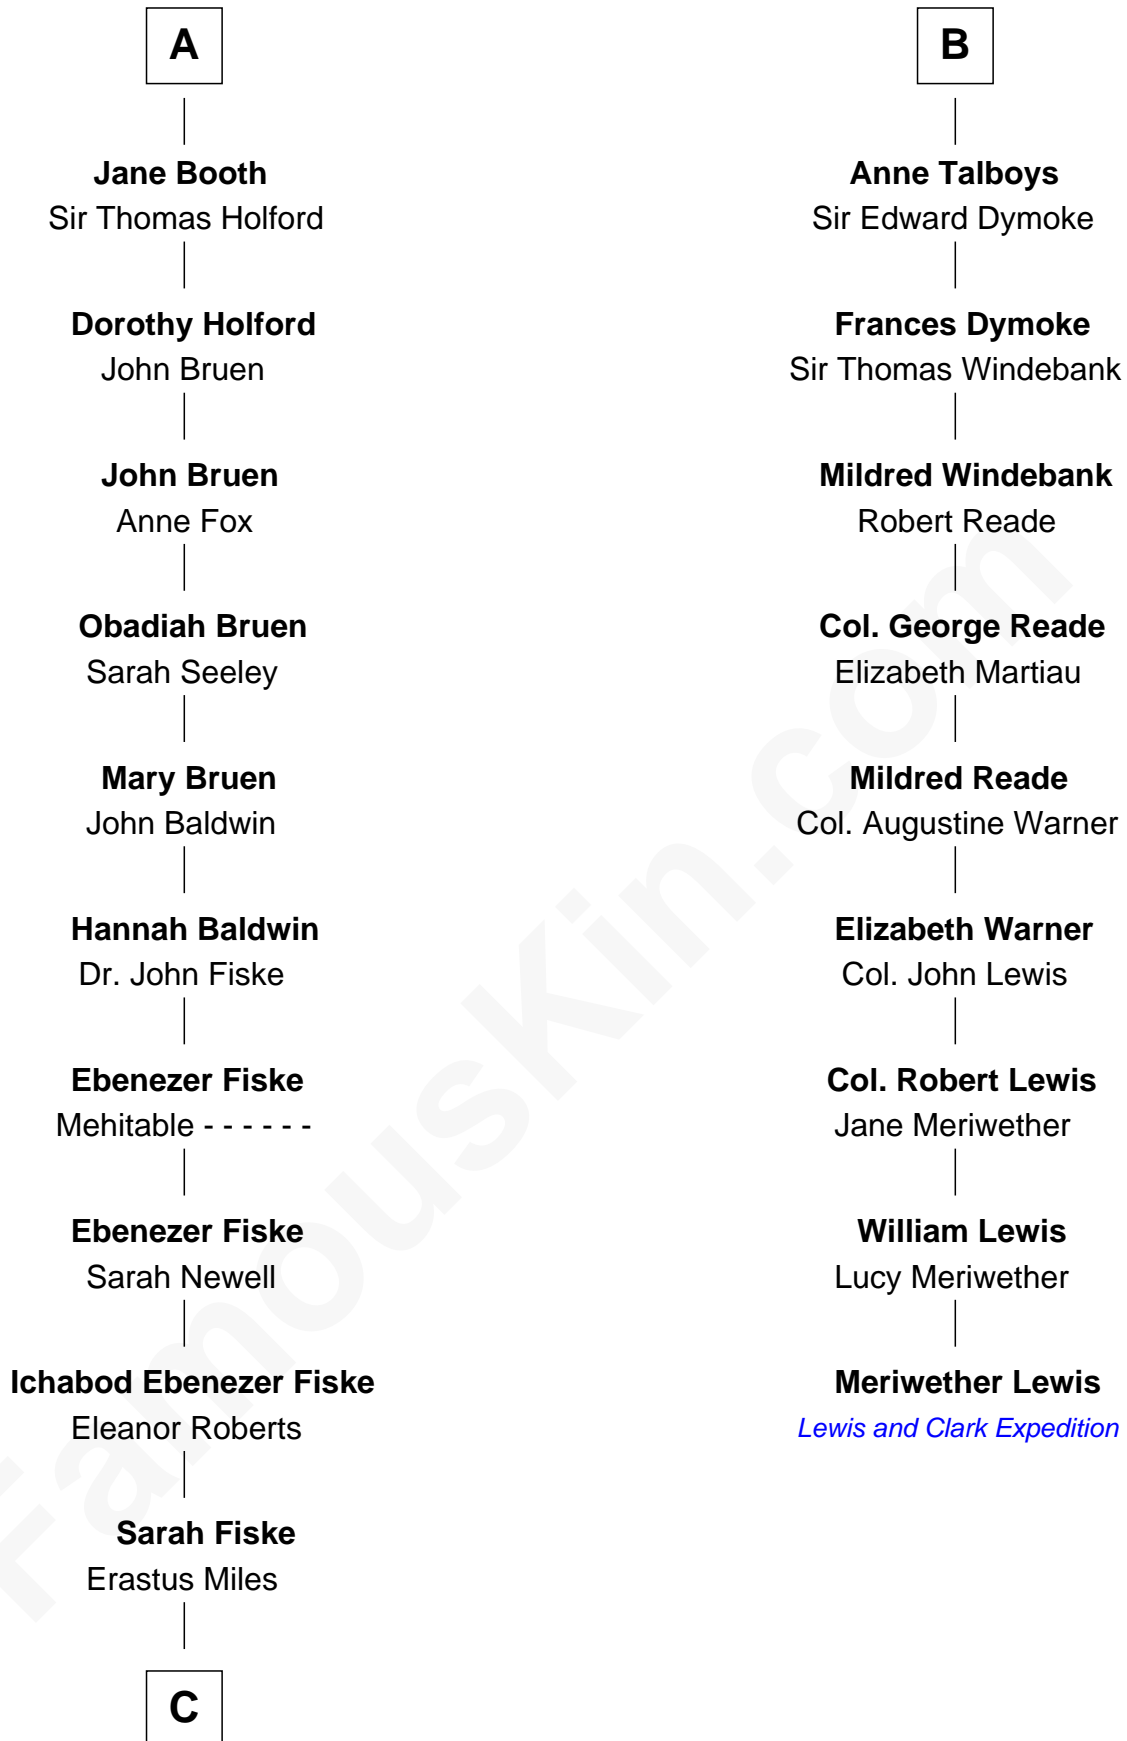 A
Jane Booth
Sir Thomas Holford
Dorothy Holford
John Bruen
John Bruen
Anne Fox
Obadiah Bruen
Sarah Seeley
Mary Bruen
John Baldwin
Hannah Baldwin
Dr. John Fiske
Ebenezer Fiske
Mehitable - - - - - -
Ebenezer Fiske
Sarah Newell
Ichabod Ebenezer Fiske
Eleanor Roberts
Sarah Fiske
Erastus Miles
C
B
Anne Talboys
Sir Edward Dymoke
Frances Dymoke
Sir Thomas Windebank
Mildred Windebank
Robert Reade
Col. George Reade
Elizabeth Martiau
Mildred Reade
Col. Augustine Warner
Elizabeth Warner
Col. John Lewis
Col. Robert Lewis
Jane Meriwether
William Lewis
Lucy Meriwether
Meriwether Lewis
Lewis and Clark Expedition
FamousKin.com